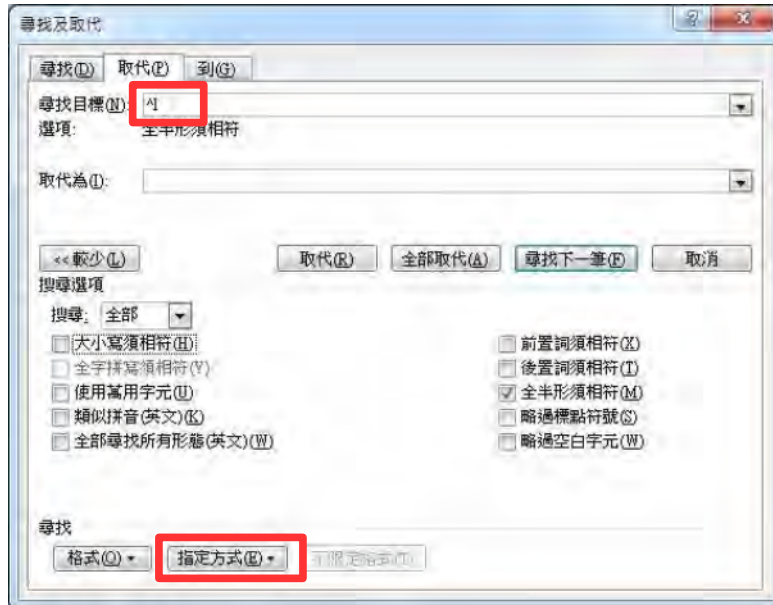 尋找及取代
尋找(D) 取代(P) 到(G)
尋找目標(N): ^l
選項: 全半形須相符
取代為(I):
<<較少(L) 取代(R) 全部取代(A) 尋找下一筆(F) 取消
搜尋選項
搜尋: 全部
大小寫須相符(H) 前置詞須相符(X)
全字拼寫須相符(Y) 後置詞須相符(T)
使用萬用字元(U) 全半形須相符(M)
類似拼音(英文)(K) 略過標點符號(S)
全部尋找所有形態(英文)(W) 略過空白字元(W)
尋找
格式(O) 指定方式(E) 不限定格式(T)